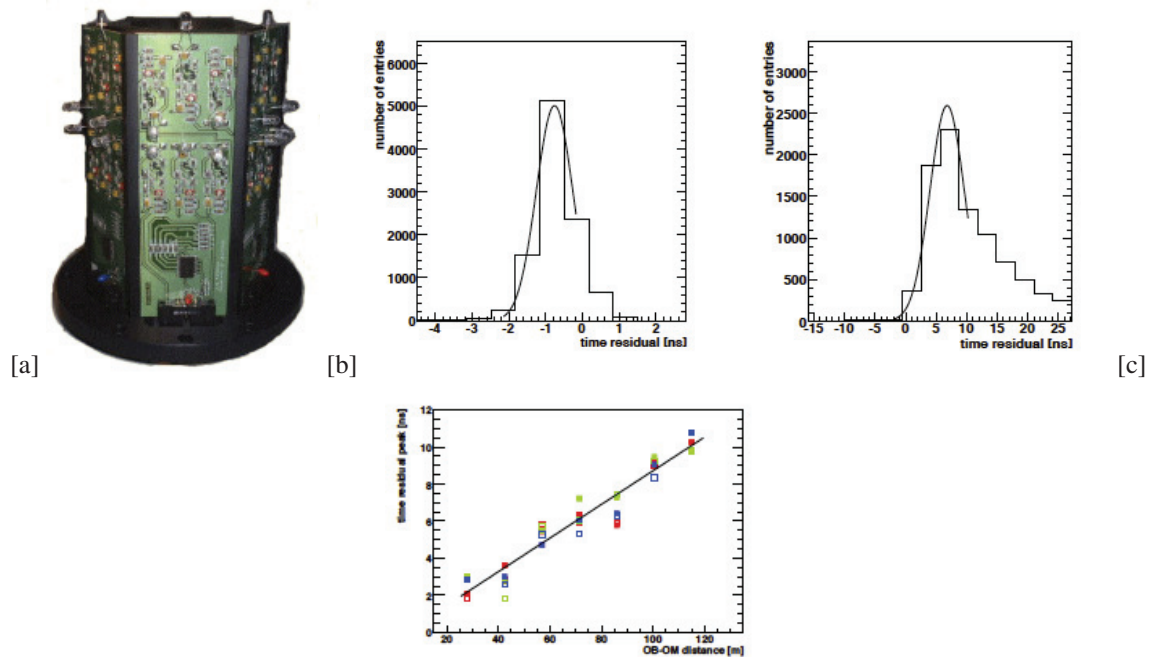 [a]
[b]
number of entries
6000
5000
4000
3000
2000
1000
0
-4 -3 -2 -1 0 1 2
time residual [ns]
number of entries
3000
2500
2000
1500
1000
500
0
-15 -10 -5 0 5 10 15 20 25
time residual [ns]
[c]
time residual peak [ns]
12
10
8
6
4
2
0
20 40 60 80 100 120
OB-OM distance [m]